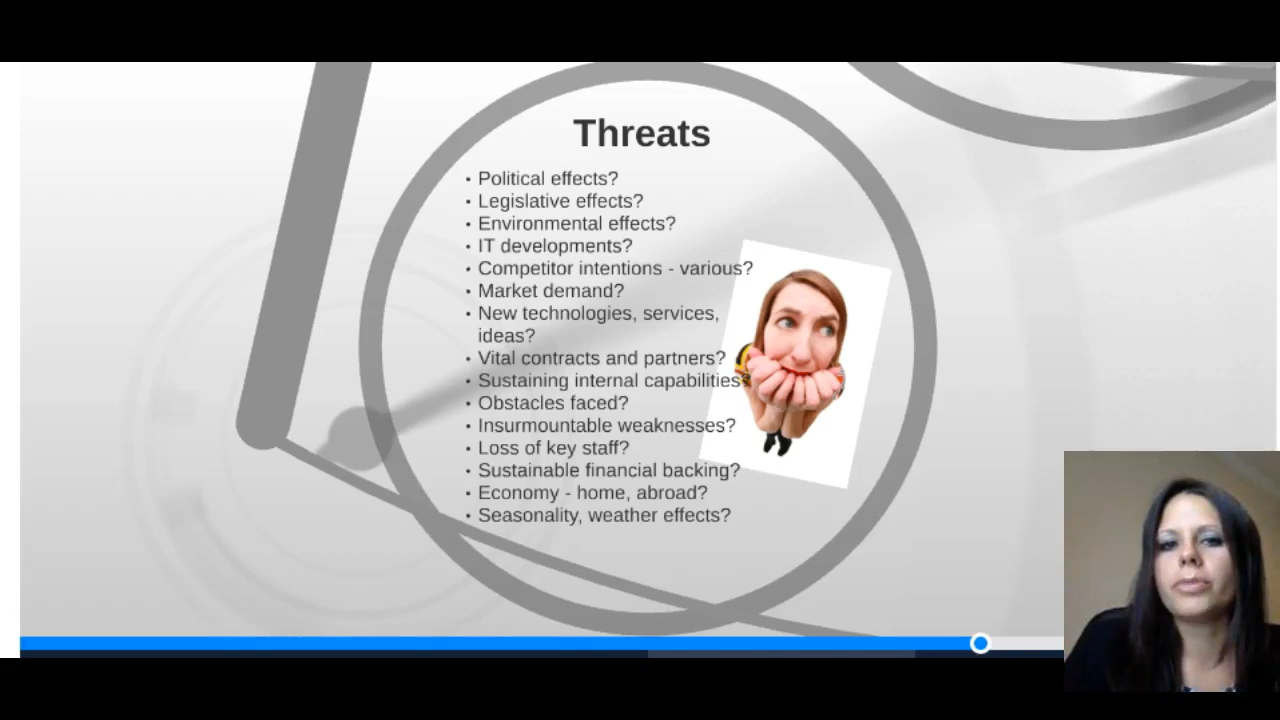 Threats
• Political effects?
• Legislative effects?
• Environmental effects?
• IT developments?
• Competitor intentions - various?
• Market demand?
• New technologies, services,
ideas?
• Vital contracts and partners?
• Sustaining internal capabilities?
• Obstacles faced?
• Insurmountable weaknesses?
• Loss of key staff?
• Sustainable financial backing?
• Economy - home, abroad?
• Seasonality, weather effects?